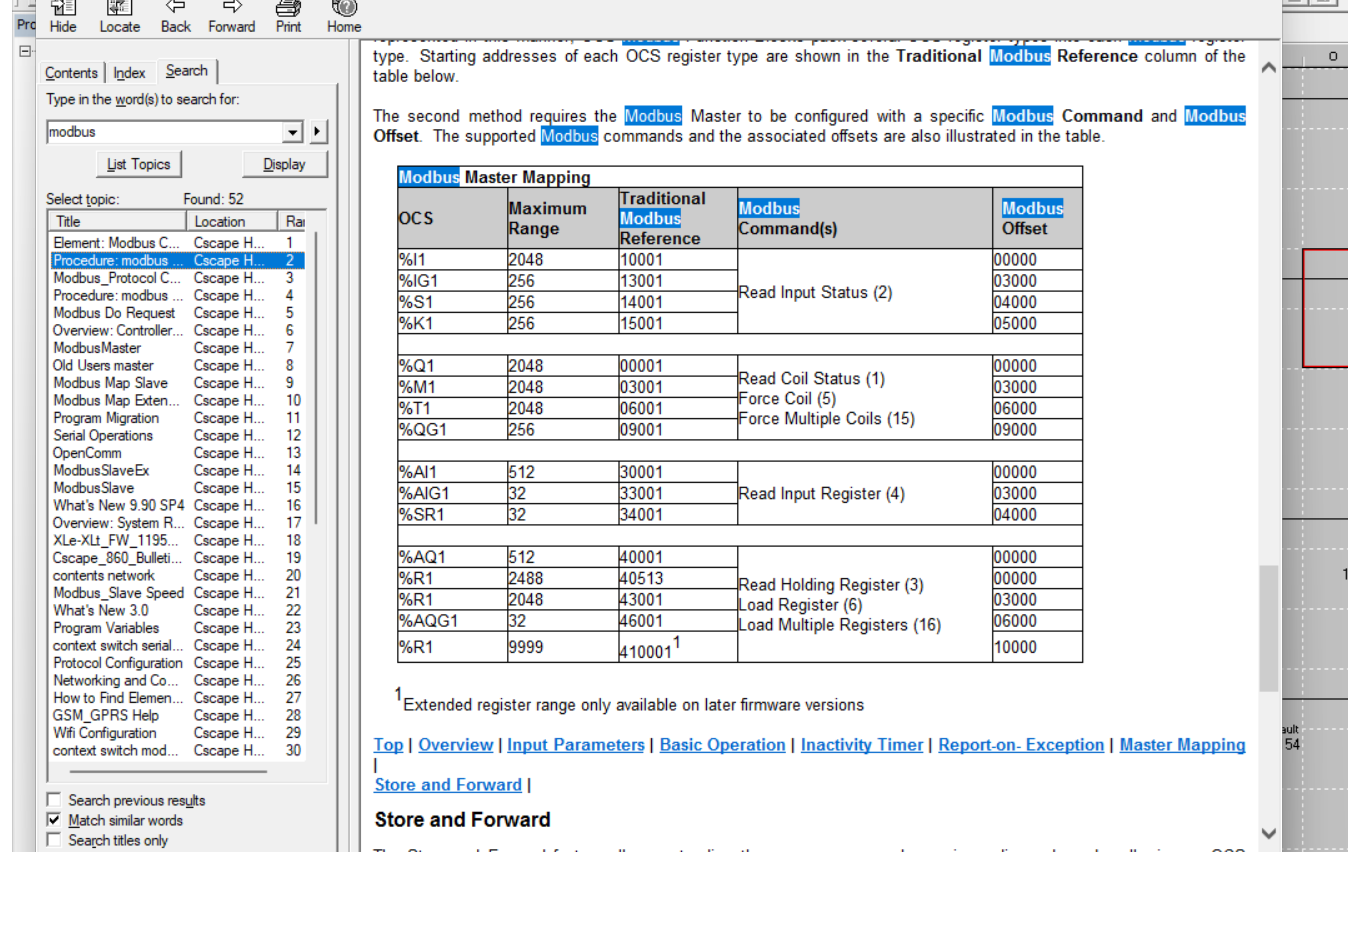 Hide Locate Back Forward Print Home
Pro
Contents Index Search
Type in the word(s) to search for:
modbus
List Topics Display
Select topic: Found: 52
Title Location Rai
Element: Modbus C... Cscape H... 1
Procedure: modbus ... Cscape H... 2
Modbus_Protocol C... Cscape H... 3
Procedure: modbus ... Cscape H... 4
Modbus Do Request Cscape H... 5
Overview: Controller... Cscape H... 6
ModbusMaster Cscape H... 7
Old Users master Cscape H... 8
Modbus Map Slave Cscape H... 9
Modbus Map Exten... Cscape H... 10
Program Migration Cscape H... 11
Serial Operations Cscape H... 12
OpenComm Cscape H... 13
ModbusSlaveEx Cscape H... 14
ModbusSlave Cscape H... 15
What's New 9.90 SP4 Cscape H... 16
Overview: System R... Cscape H... 17
XLe-XLt_FW_1195... Cscape H... 18
Cscape_860_Bulleti... Cscape H... 19
contents network Cscape H... 20
Modbus_Slave Speed Cscape H... 21
What's New 3.0 Cscape H... 22
Program Variables Cscape H... 23
context switch serial... Cscape H... 24
Protocol Configuration Cscape H... 25
Networking and Co... Cscape H... 26
How to Find Elemen... Cscape H... 27
GSM_GPRS Help Cscape H... 28
Wifi Configuration Cscape H... 29
context switch mod... Cscape H... 30
Search previous results
Match similar words
Search titles only
type. Starting addresses of each OCS register type are shown in the Traditional Modbus Reference column of the
table below.
The second method requires the Modbus Master to be configured with a specific Modbus Command and Modbus
Offset. The supported Modbus commands and the associated offsets are also illustrated in the table.
Modbus Master Mapping
OCS Maximum Range Traditional Modbus Reference Modbus Command(s) Modbus Offset
%I1 2048 10001 00000
%IG1 256 13001 Read Input Status (2) 03000
%S1 256 14001 04000
%K1 256 15001 05000
%Q1 2048 00001 Read Coil Status (1) 00000
%M1 2048 03001 Force Coil (5) 03000
%T1 2048 06001 Force Multiple Coils (15) 06000
%QG1 256 09001 09000
%AI1 512 30001 00000
%AIG1 32 33001 Read Input Register (4) 03000
%SR1 32 34001 04000
%AQ1 512 40001 00000
%R1 2488 40513 Read Holding Register (3) 00000
%R1 2048 43001 Load Register (6) 03000
%AQG1 32 46001 Load Multiple Registers (16) 06000
%R1 9999 410001¹ 10000
¹Extended register range only available on later firmware versions
Top | Overview | Input Parameters | Basic Operation | Inactivity Timer | Report-on- Exception | Master Mapping
|
Store and Forward |
Store and Forward
0
1
ault
54